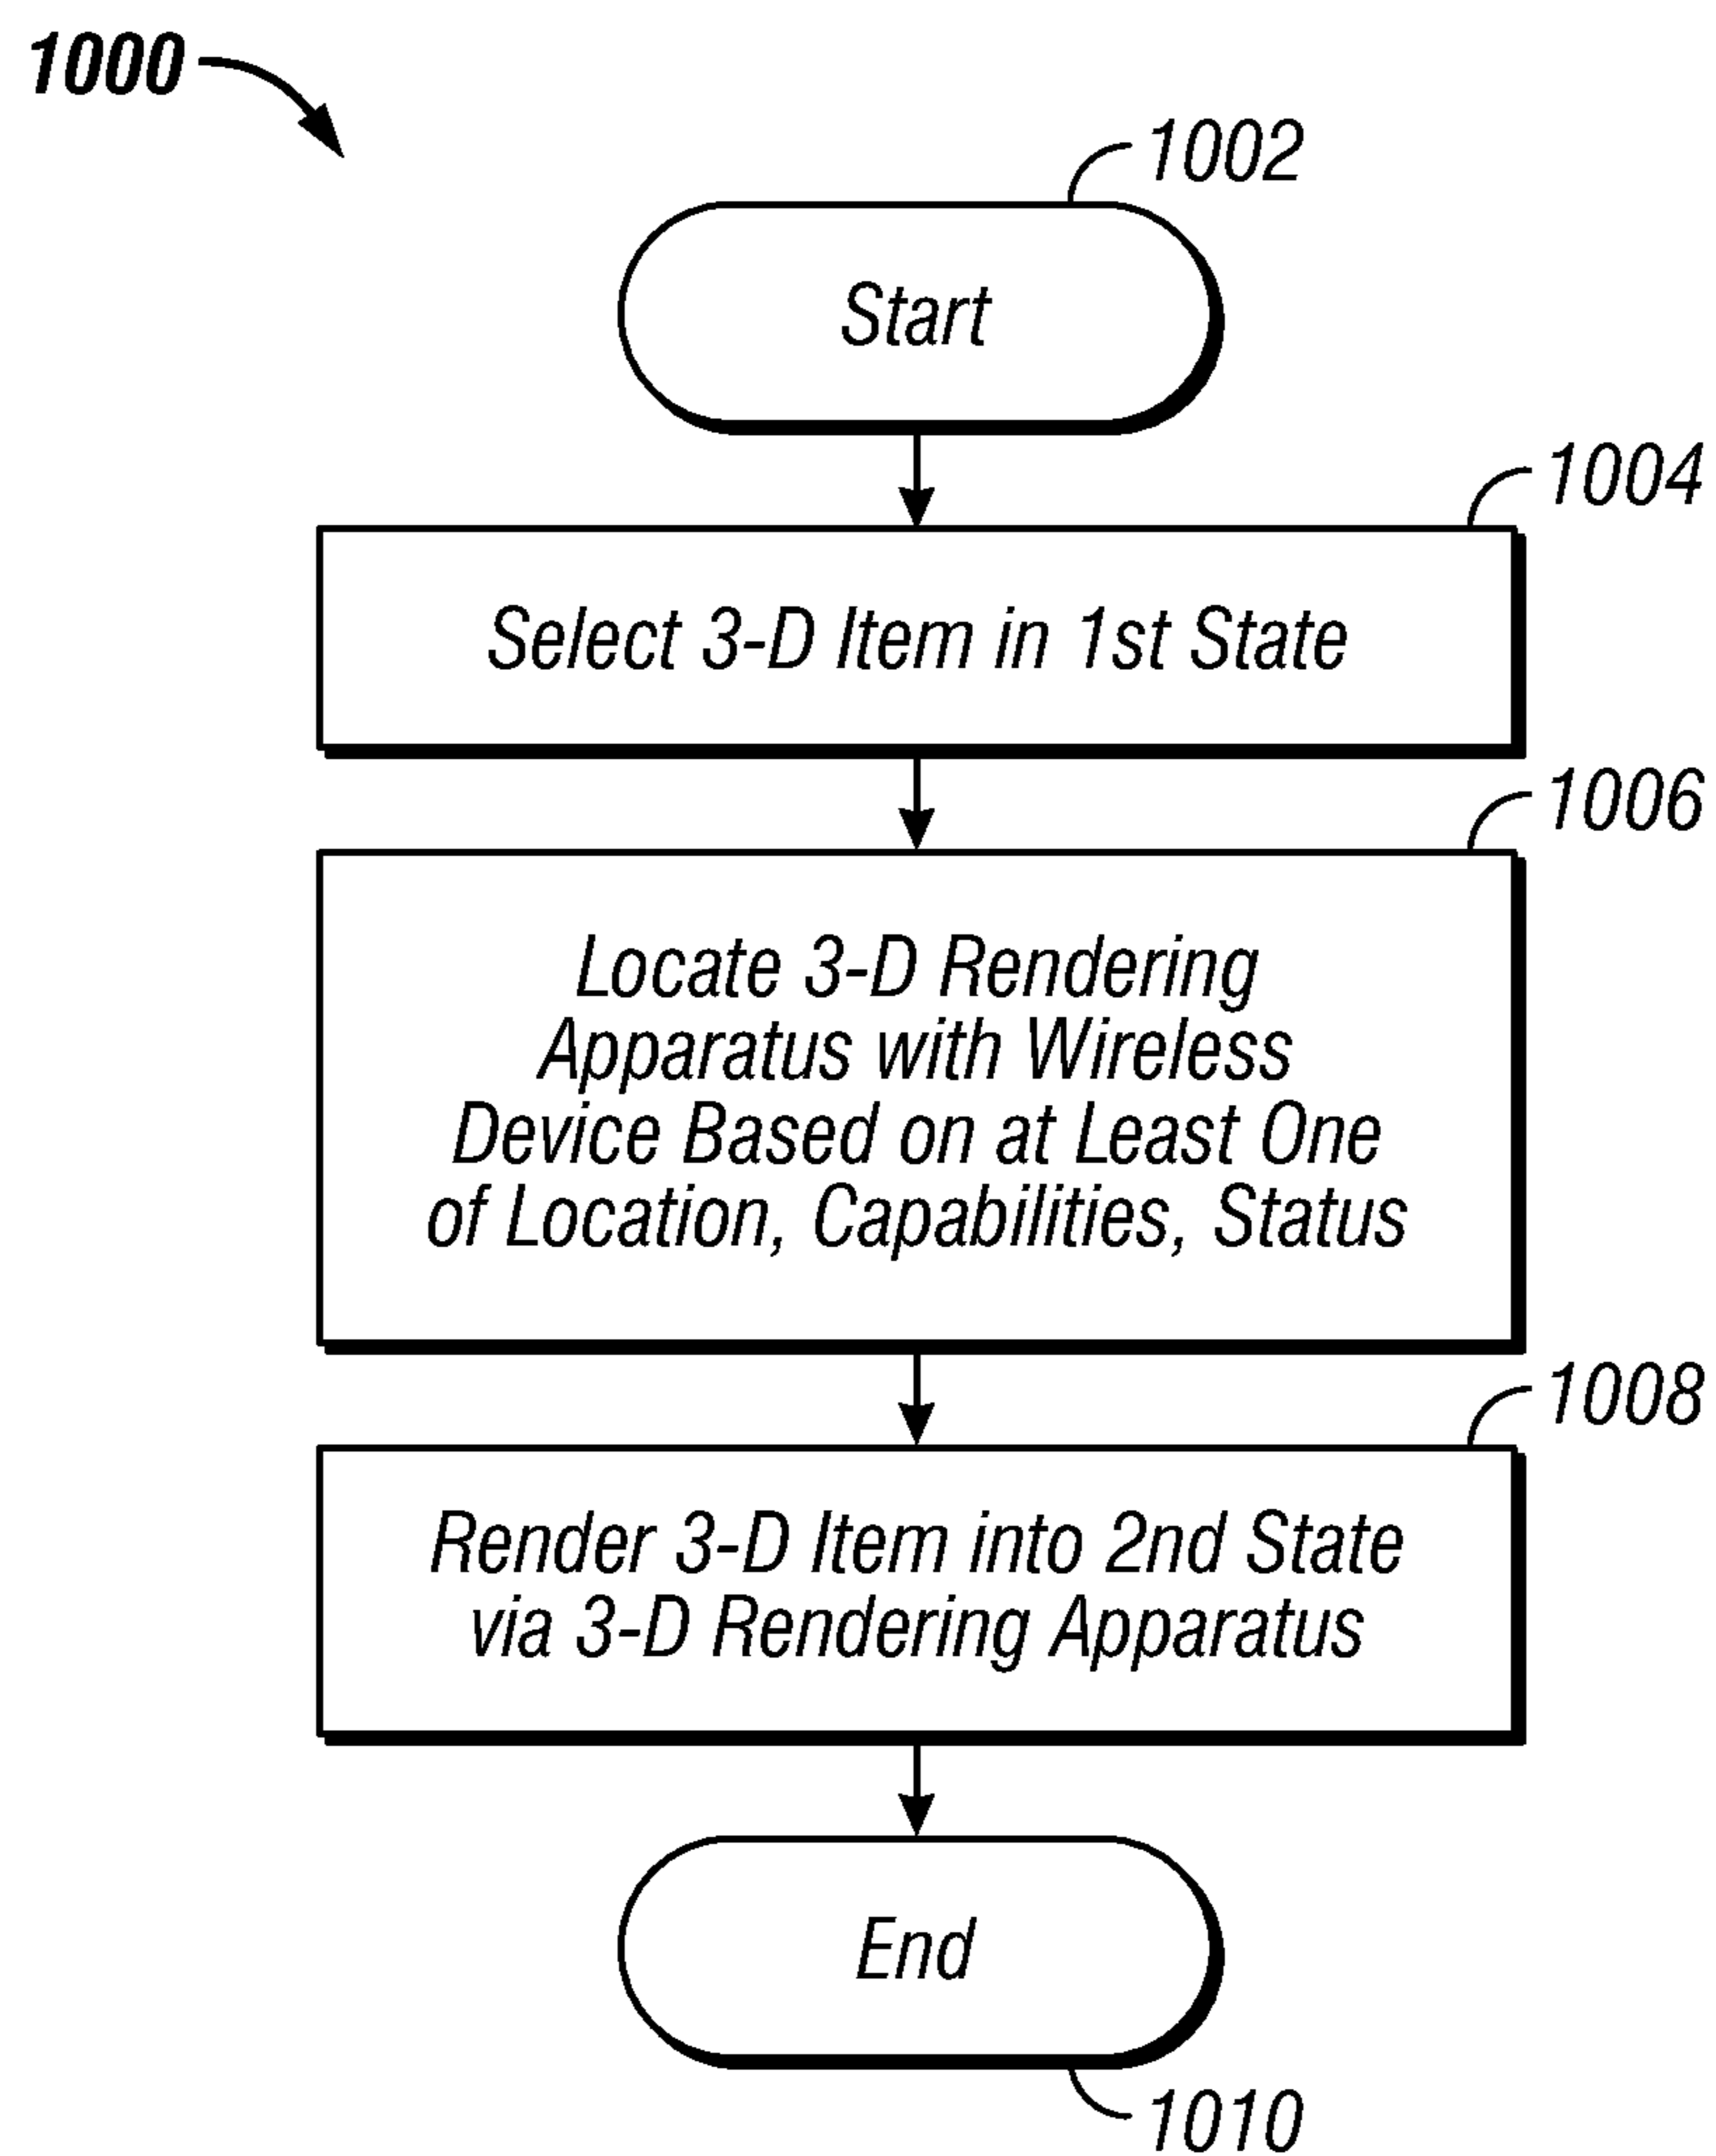 1000
1002
Start
1004
Select 3-D Item in 1st State
1006
Locate 3-D Rendering
Apparatus with Wireless
Device Based on at Least One
of Location, Capabilities, Status
1008
Render 3-D Item into 2nd State
via 3-D Rendering Apparatus
End
1010